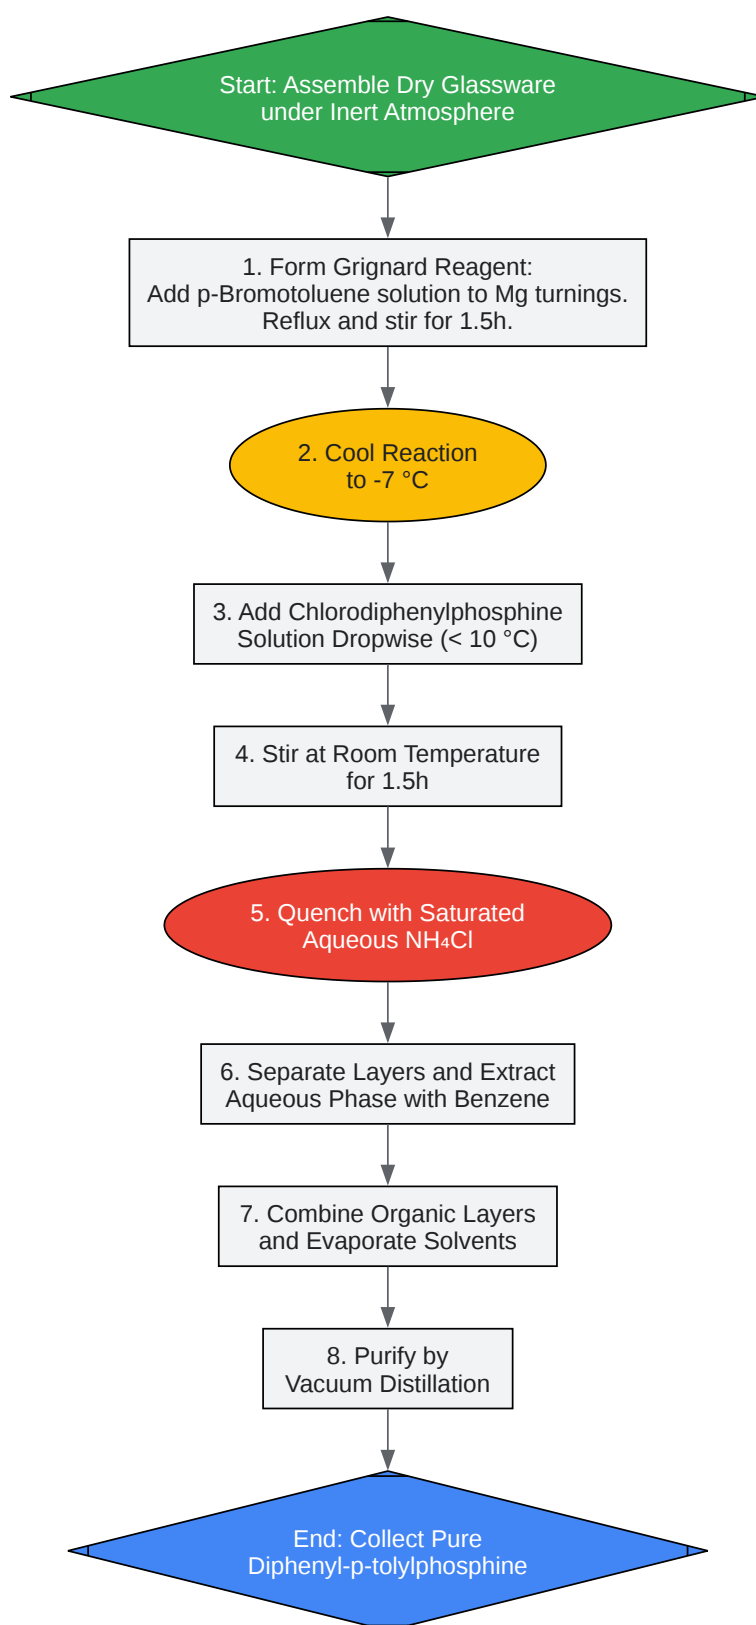 Start: Assemble Dry Glassware
under Inert Atmosphere
1. Form Grignard Reagent:
Add p-Bromotoluene solution to Mg turnings.
Reflux and stir for 1.5h.
2. Cool Reaction
to -7 °C
3. Add Chlorodiphenylphosphine
Solution Dropwise (< 10 °C)
4. Stir at Room Temperature
for 1.5h
5. Quench with Saturated
Aqueous NH₄Cl
6. Separate Layers and Extract
Aqueous Phase with Benzene
7. Combine Organic Layers
and Evaporate Solvents
8. Purify by
Vacuum Distillation
End: Collect Pure
Diphenyl-p-tolylphosphine